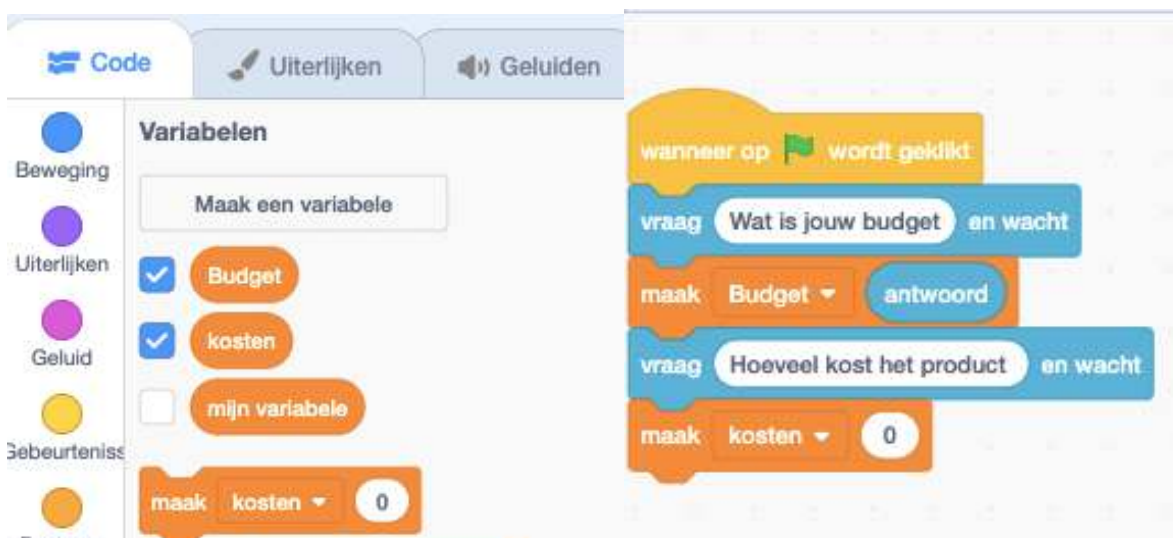 Code Uiterlijken Geluiden
Variabelen
Maak een variabele
Beweging
Uiterlijken
Geluid
Gebeurteniss
Budget
kosten
mijn variabele
maak kosten 0
wanneer op wordt geklikt
vraag Wat is jouw budget en wacht
maak Budget antwoord
vraag Hoeveel kost het product en wacht
maak kosten 0